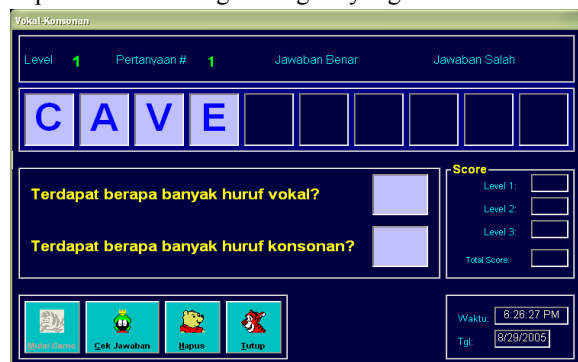 Vokal-Konsonan
Level 1 Pertanyaan # 1 Jawaban Benar Jawaban Salah
C A V E
Terdapat berapa banyak huruf vokal?
Terdapat berapa banyak huruf konsonan?
Score
Level 1:
Level 2:
Level 3:
Total Score:
Mulai Game Cek Jawaban Hapus Tutup
Waktu: 6:26:27 PM
Tgl: 8/29/2005